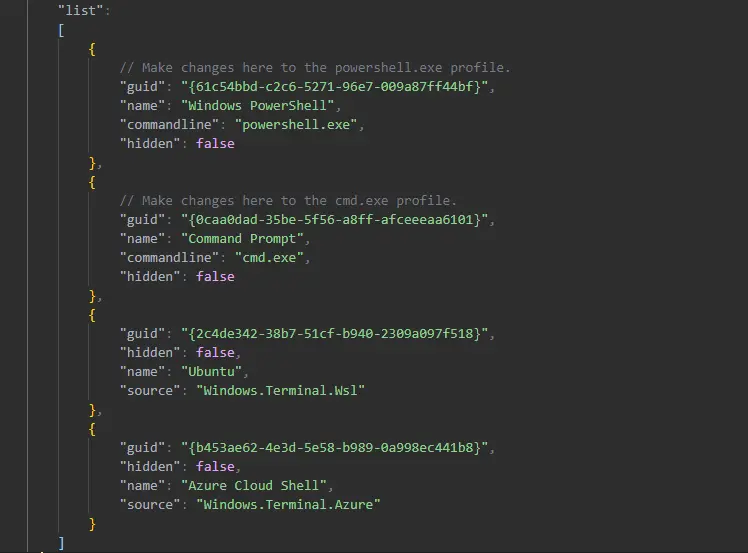 "list":
[
{
// Make changes here to the powershell.exe profile.
"guid": "{61c54bbd-c2c6-5271-96e7-009a87ff44bf}",
"name": "Windows PowerShell",
"commandline": "powershell.exe",
"hidden": false
},
{
// Make changes here to the cmd.exe profile.
"guid": "{0caa0dad-35be-5f56-a8ff-afceeeaa6101}",
"name": "Command Prompt",
"commandline": "cmd.exe",
"hidden": false
},
{
"guid": "{2c4de342-38b7-51cf-b940-2309a097f518}",
"hidden": false,
"name": "Ubuntu",
"source": "Windows.Terminal.Wsl"
},
{
"guid": "{b453ae62-4e3d-5e58-b989-0a998ec441b8}",
"hidden": false,
"name": "Azure Cloud Shell",
"source": "Windows.Terminal.Azure"
}
]